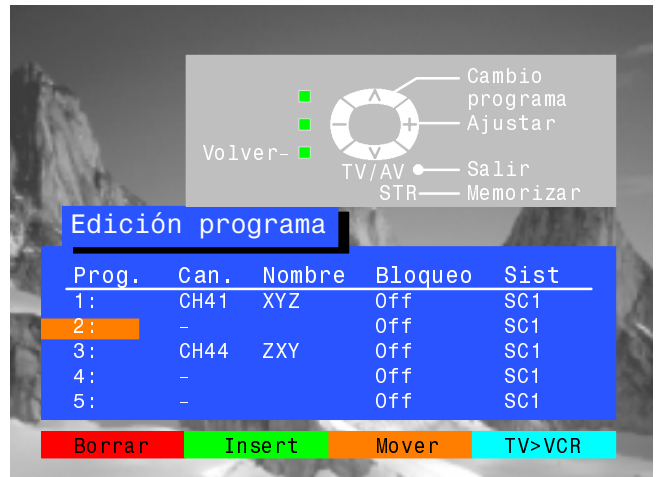 Cambio
programa
Ajustar
Volver-
TV/AV Salir
STR Memorizar
Edición programa
Prog. Can. Nombre Bloqueo Sist
1: CH41 XYZ Off SC1
2: - Off SC1
3: CH44 ZXY Off SC1
4: - Off SC1
5: - Off SC1
Borrar Insert Mover TV>VCR